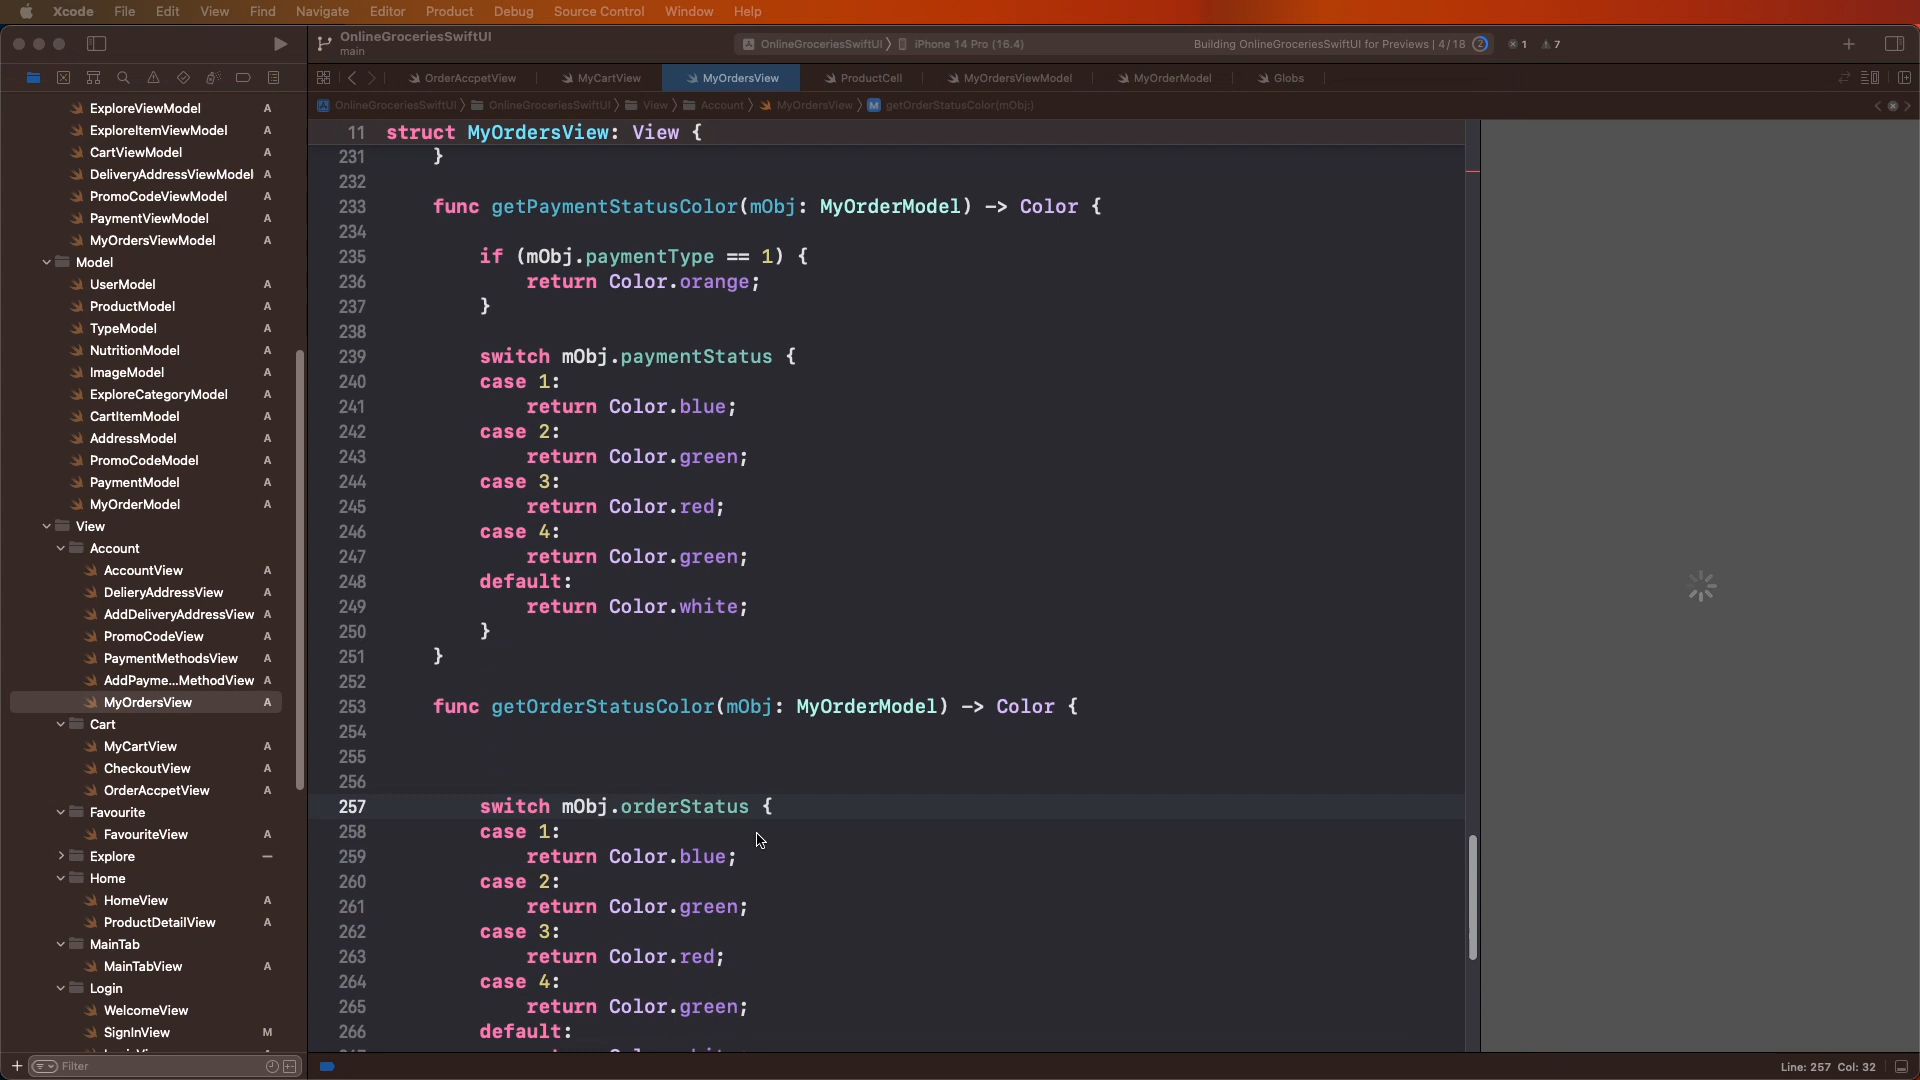 Xcode File Edit View Find Navigate Editor Product Debug Source Control Window Help
OnlineGroceriesSwiftUI
main
OnlineGroceriesSwiftUI 〉 iPhone 14 Pro (16.4)
Building OnlineGroceriesSwiftUI for Previews | 4/18 2 1 7
OrderAccpetView MyCartView MyOrdersView ProductCell MyOrdersViewModel MyOrderModel Globs
OnlineGroceriesSwiftUI 〉 OnlineGroceriesSwiftUI 〉 View 〉 Account 〉 MyOrdersView 〉 M getOrderStatusColor(mObj:)
ExploreViewModel A
ExploreItemViewModel A
CartViewModel A
DeliveryAddressViewModel A
PromoCodeViewModel A
PaymentViewModel A
MyOrdersViewModel A
Model
UserModel A
ProductModel A
TypeModel A
NutritionModel A
ImageModel A
ExploreCategoryModel A
CartItemModel A
AddressModel A
PromoCodeModel A
PaymentModel A
MyOrderModel A
View
Account
AccountView A
DelieryAddressView A
AddDeliveryAddressView A
PromoCodeView A
PaymentMethodsView A
AddPayme...MethodView A
MyOrdersView A
Cart
MyCartView A
CheckoutView A
OrderAccpetView A
Favourite
FavouriteView A
Explore
Home
HomeView A
ProductDetailView A
MainTab
MainTabView A
Login
WelcomeView
SignInView M
Filter
11 struct MyOrdersView: View {
231 }
232
233 func getPaymentStatusColor(mObj: MyOrderModel) -> Color {
234
235 if (mObj.paymentType == 1) {
236 return Color.orange;
237 }
238
239 switch mObj.paymentStatus {
240 case 1:
241 return Color.blue;
242 case 2:
243 return Color.green;
244 case 3:
245 return Color.red;
246 case 4:
247 return Color.green;
248 default:
249 return Color.white;
250 }
251 }
252
253 func getOrderStatusColor(mObj: MyOrderModel) -> Color {
254
255
256
257 switch mObj.orderStatus {
258 case 1:
259 return Color.blue;
260 case 2:
261 return Color.green;
262 case 3:
263 return Color.red;
264 case 4:
265 return Color.green;
266 default:
Line: 257 Col: 32